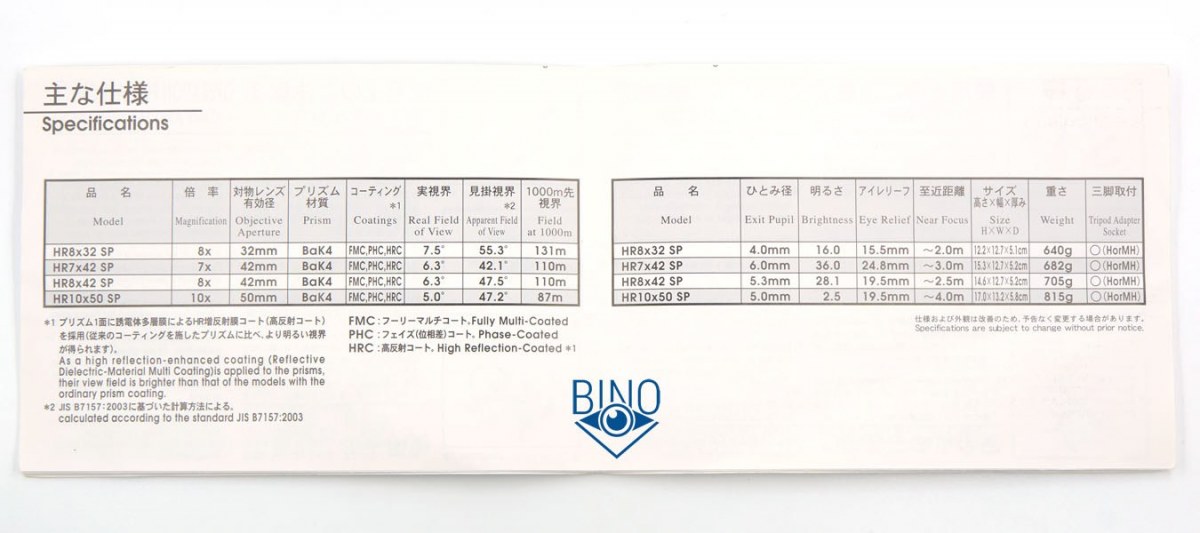 主な仕様
Specifications
品 名 倍 率 対物レンズ有効径 プリズム材質 コーティング*1 実視界 見掛視界*2 1000m先視界
Model Magnification Objective Aperture Prism Coatings Real Field of View Apparent Field of View Field at 1000m
HR8x32 SP 8x 32mm BaK4 FMC,PHC,HRC 7.5° 55.3° 131m
HR7x42 SP 7x 42mm BaK4 FMC,PHC,HRC 6.3° 42.1° 110m
HR8x42 SP 8x 42mm BaK4 FMC,PHC,HRC 6.3° 47.5° 110m
HR10x50 SP 10x 50mm BaK4 FMC,PHC,HRC 5.0° 47.2° 87m
*1 プリズム1面に誘電体多層膜によるHR増反射膜コート(高反射コート)
を採用(従来のコーティングを施したプリズムに比べ、より明るい視界
が得られます)。
As a high reflection-enhanced coating (Reflective
Dielectric-Material Multi Coating)is applied to the prisms,
their view field is brighter than that of the models with the
ordinary prism coating.
*2 JIS B7157:2003に基づいた計算方法による。
calculated according to the standard JIS B7157:2003
FMC:フーリーマルチコート、Fully Multi-Coated
PHC:フェイズ(位相差)コート、Phase-Coated
HRC:高反射コート、High Reflection-Coated *1
品 名 ひとみ径 明るさ アイレリーフ 至近距離 サイズ 高さ×幅×厚み 重さ 三脚取付
Model Exit Pupil Brightness Eye Relief Near Focus Size H×W×D Weight Tripod Adapter Socket
HR8x32 SP 4.0mm 16.0 15.5mm ~2.0m 12.2×12.7×5.1cm 640g ○(HorMH)
HR7x42 SP 6.0mm 36.0 24.8mm ~3.0m 15.3×12.7×5.2cm 682g ○(HorMH)
HR8x42 SP 5.3mm 28.1 19.5mm ~2.5m 14.6×12.7×5.2cm 705g ○(HorMH)
HR10x50 SP 5.0mm 2.5 19.5mm ~4.0m 17.0×13.2×5.8cm 815g ○(HorMH)
仕様および外観は改善のため、予告なく変更する場合があります。
Specifications are subject to change without prior notice.
BINO